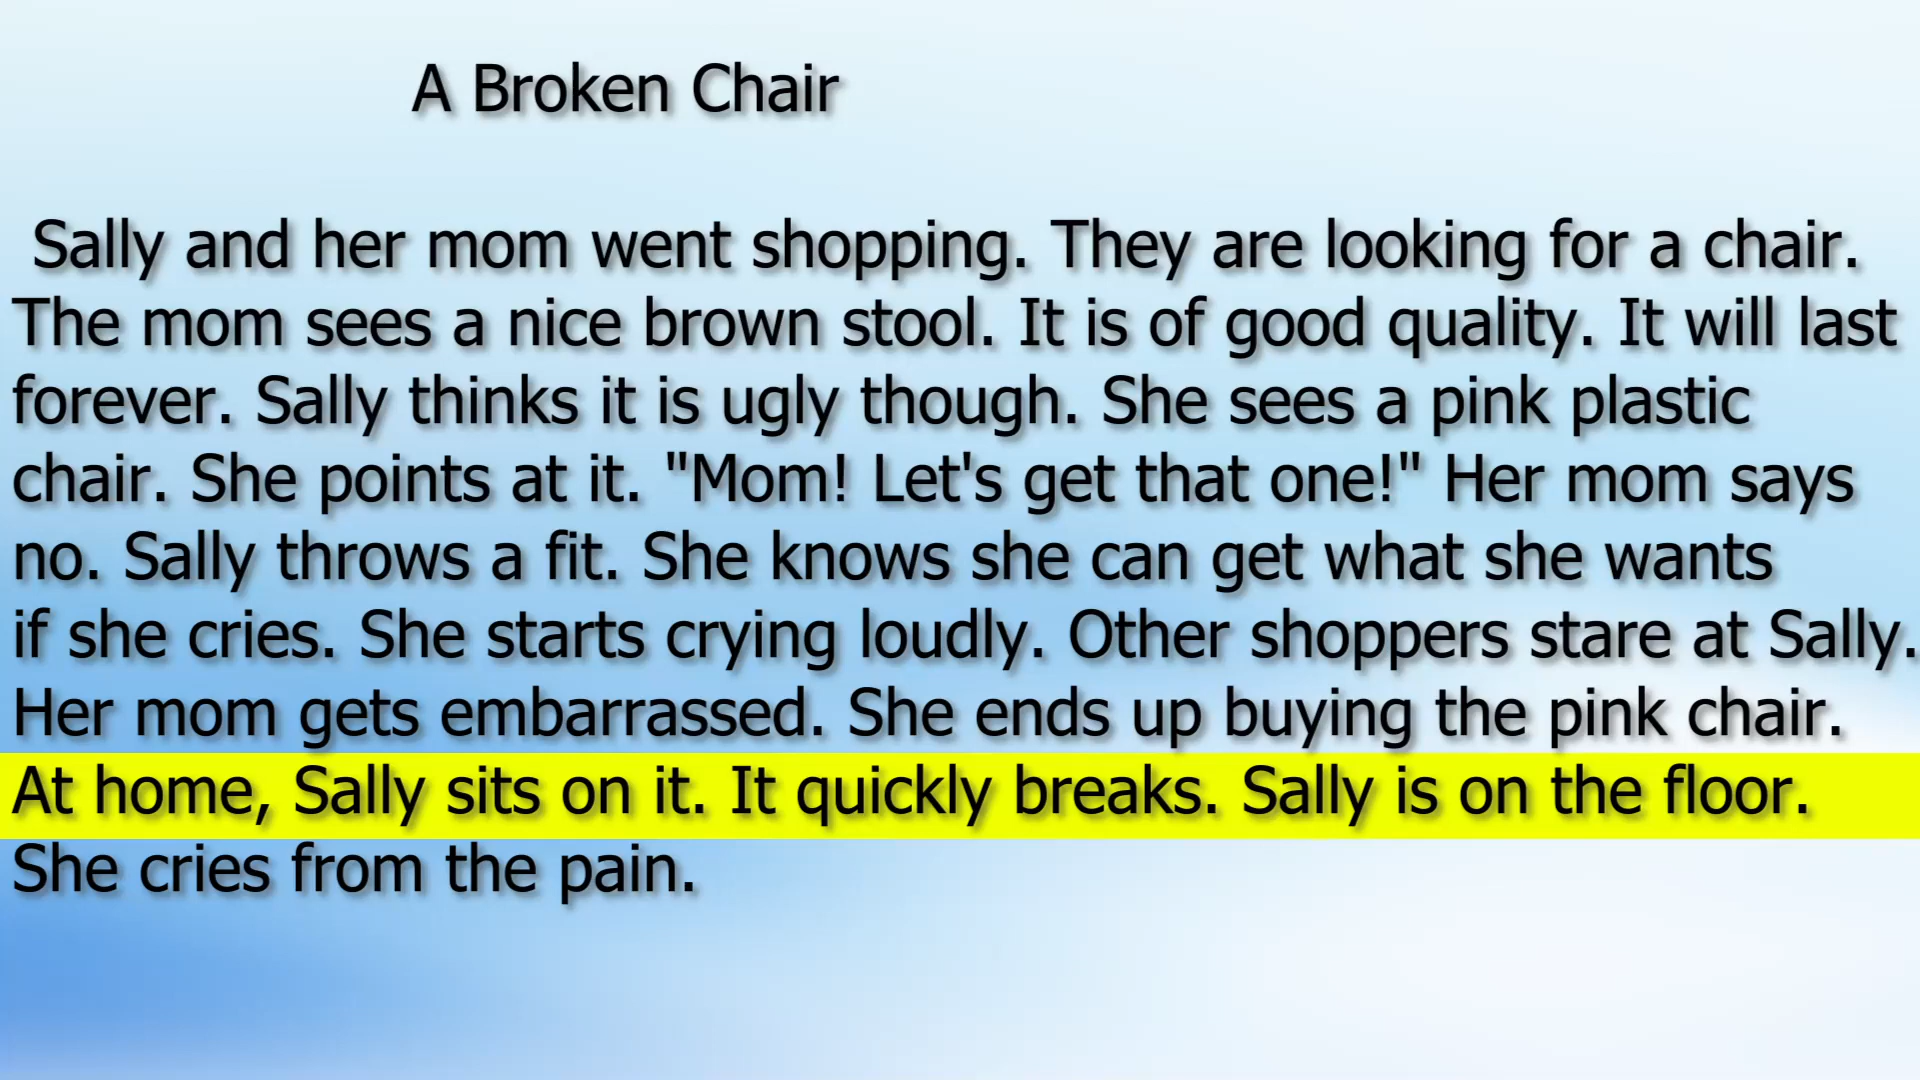 A Broken Chair
Sally and her mom went shopping. They are looking for a chair.
The mom sees a nice brown stool. It is of good quality. It will last
forever. Sally thinks it is ugly though. She sees a pink plastic
chair. She points at it. "Mom! Let's get that one!" Her mom says
no. Sally throws a fit. She knows she can get what she wants
if she cries. She starts crying loudly. Other shoppers stare at Sally.
Her mom gets embarrassed. She ends up buying the pink chair.
At home, Sally sits on it. It quickly breaks. Sally is on the floor.
She cries from the pain.